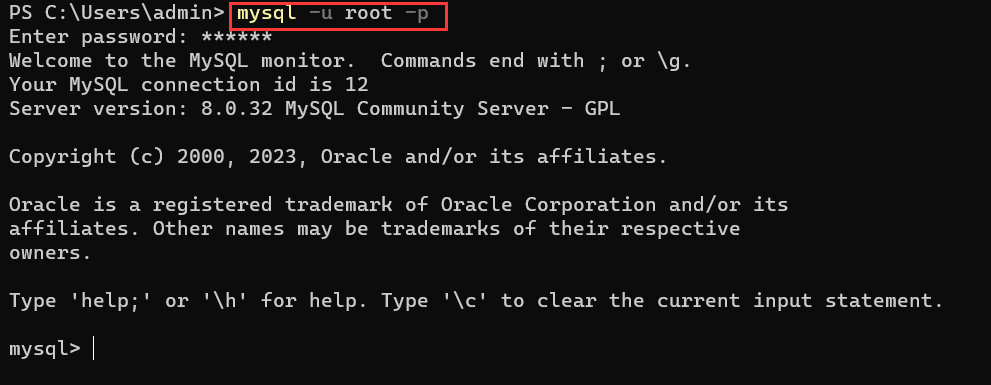 PS C:\Users\admin> mysql -u root -p
Enter password: ******
Welcome to the MySQL monitor.  Commands end with ; or \g.
Your MySQL connection id is 12
Server version: 8.0.32 MySQL Community Server - GPL
Copyright (c) 2000, 2023, Oracle and/or its affiliates.
Oracle is a registered trademark of Oracle Corporation and/or its
affiliates. Other names may be trademarks of their respective
owners.
Type 'help;' or '\h' for help. Type '\c' to clear the current input statement.
mysql>